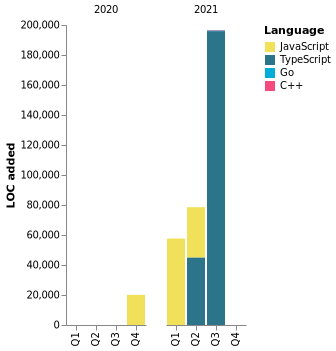 2020
2021
Language
JavaScript
TypeScript
Go
C++
LOC added
200,000
180,000
160,000
140,000
120,000
100,000
80,000
60,000
40,000
20,000
0
Q1
Q2
Q3
Q4
Q1
Q2
Q3
Q4